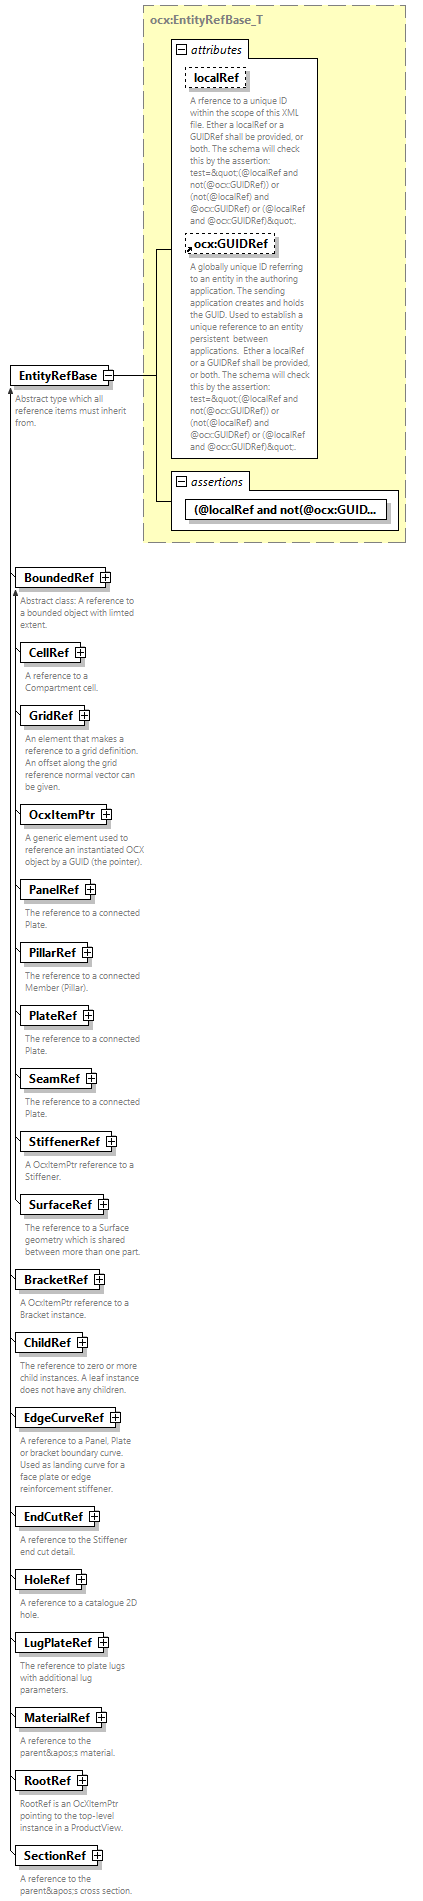 ocx:EntityRefBase_T
attributes
localRef
A rference to a unique ID
within the scope of this XML
file. Ether a localRef or a
GUIDRef shall be provided, or
both. The schema will check
this by the assertion:
test=&quot;(@localRef and
not(@ocx:GUIDRef)) or
(not(@localRef) and
@ocx:GUIDRef) or (@localRef
and @ocx:GUIDRef)&quot;.
ocx:GUIDRef
A globally unique ID referring
to an entity in the authoring
application. The sending
application creates and holds
the GUID. Used to establish a
unique reference to an entity
persistent between
applications. Ether a localRef
or a GUIDRef shall be provided,
or both. The schema will check
this by the assertion:
test=&quot;(@localRef and
not(@ocx:GUIDRef)) or
(not(@localRef) and
@ocx:GUIDRef) or (@localRef
and @ocx:GUIDRef)&quot;.
EntityRefBase
Abstract type which all
reference items must inherit
from.
assertions
(@localRef and not(@ocx:GUID...
BoundedRef
Abstract class: A reference to
a bounded object with limted
extent.
CellRef
A reference to a
Compartment cell.
GridRef
An element that makes a
reference to a grid definition.
An offset along the grid
reference normal vector can
be given.
OcxItemPtr
A generic element used to
reference an instantiated OCX
object by a GUID (the pointer).
PanelRef
The reference to a connected
Plate.
PillarRef
The reference to a connected
Member (Pillar).
PlateRef
The reference to a connected
Plate.
SeamRef
The reference to a connected
Plate.
StiffenerRef
A OcxItemPtr reference to a
Stiffener.
SurfaceRef
The reference to a Surface
geometry which is shared
between more than one part.
BracketRef
A OcxItemPtr reference to a
Bracket instance.
ChildRef
The reference to zero or more
child instances. A leaf instance
does not have any children.
EdgeCurveRef
A reference to a Panel, Plate
or bracket boundary curve.
Used as landing curve for a
face plate or edge
reinforcement stiffener.
EndCutRef
A reference to the Stiffener
end cut detail.
HoleRef
A reference to a catalogue 2D
hole.
LugPlateRef
The reference to plate lugs
with additional lug
parameters.
MaterialRef
A reference to the
parent&apos;s material.
RootRef
RootRef is an OcXItemPtr
pointing to the top-level
instance in a ProductView.
SectionRef
A reference to the
parent&apos;s cross section.